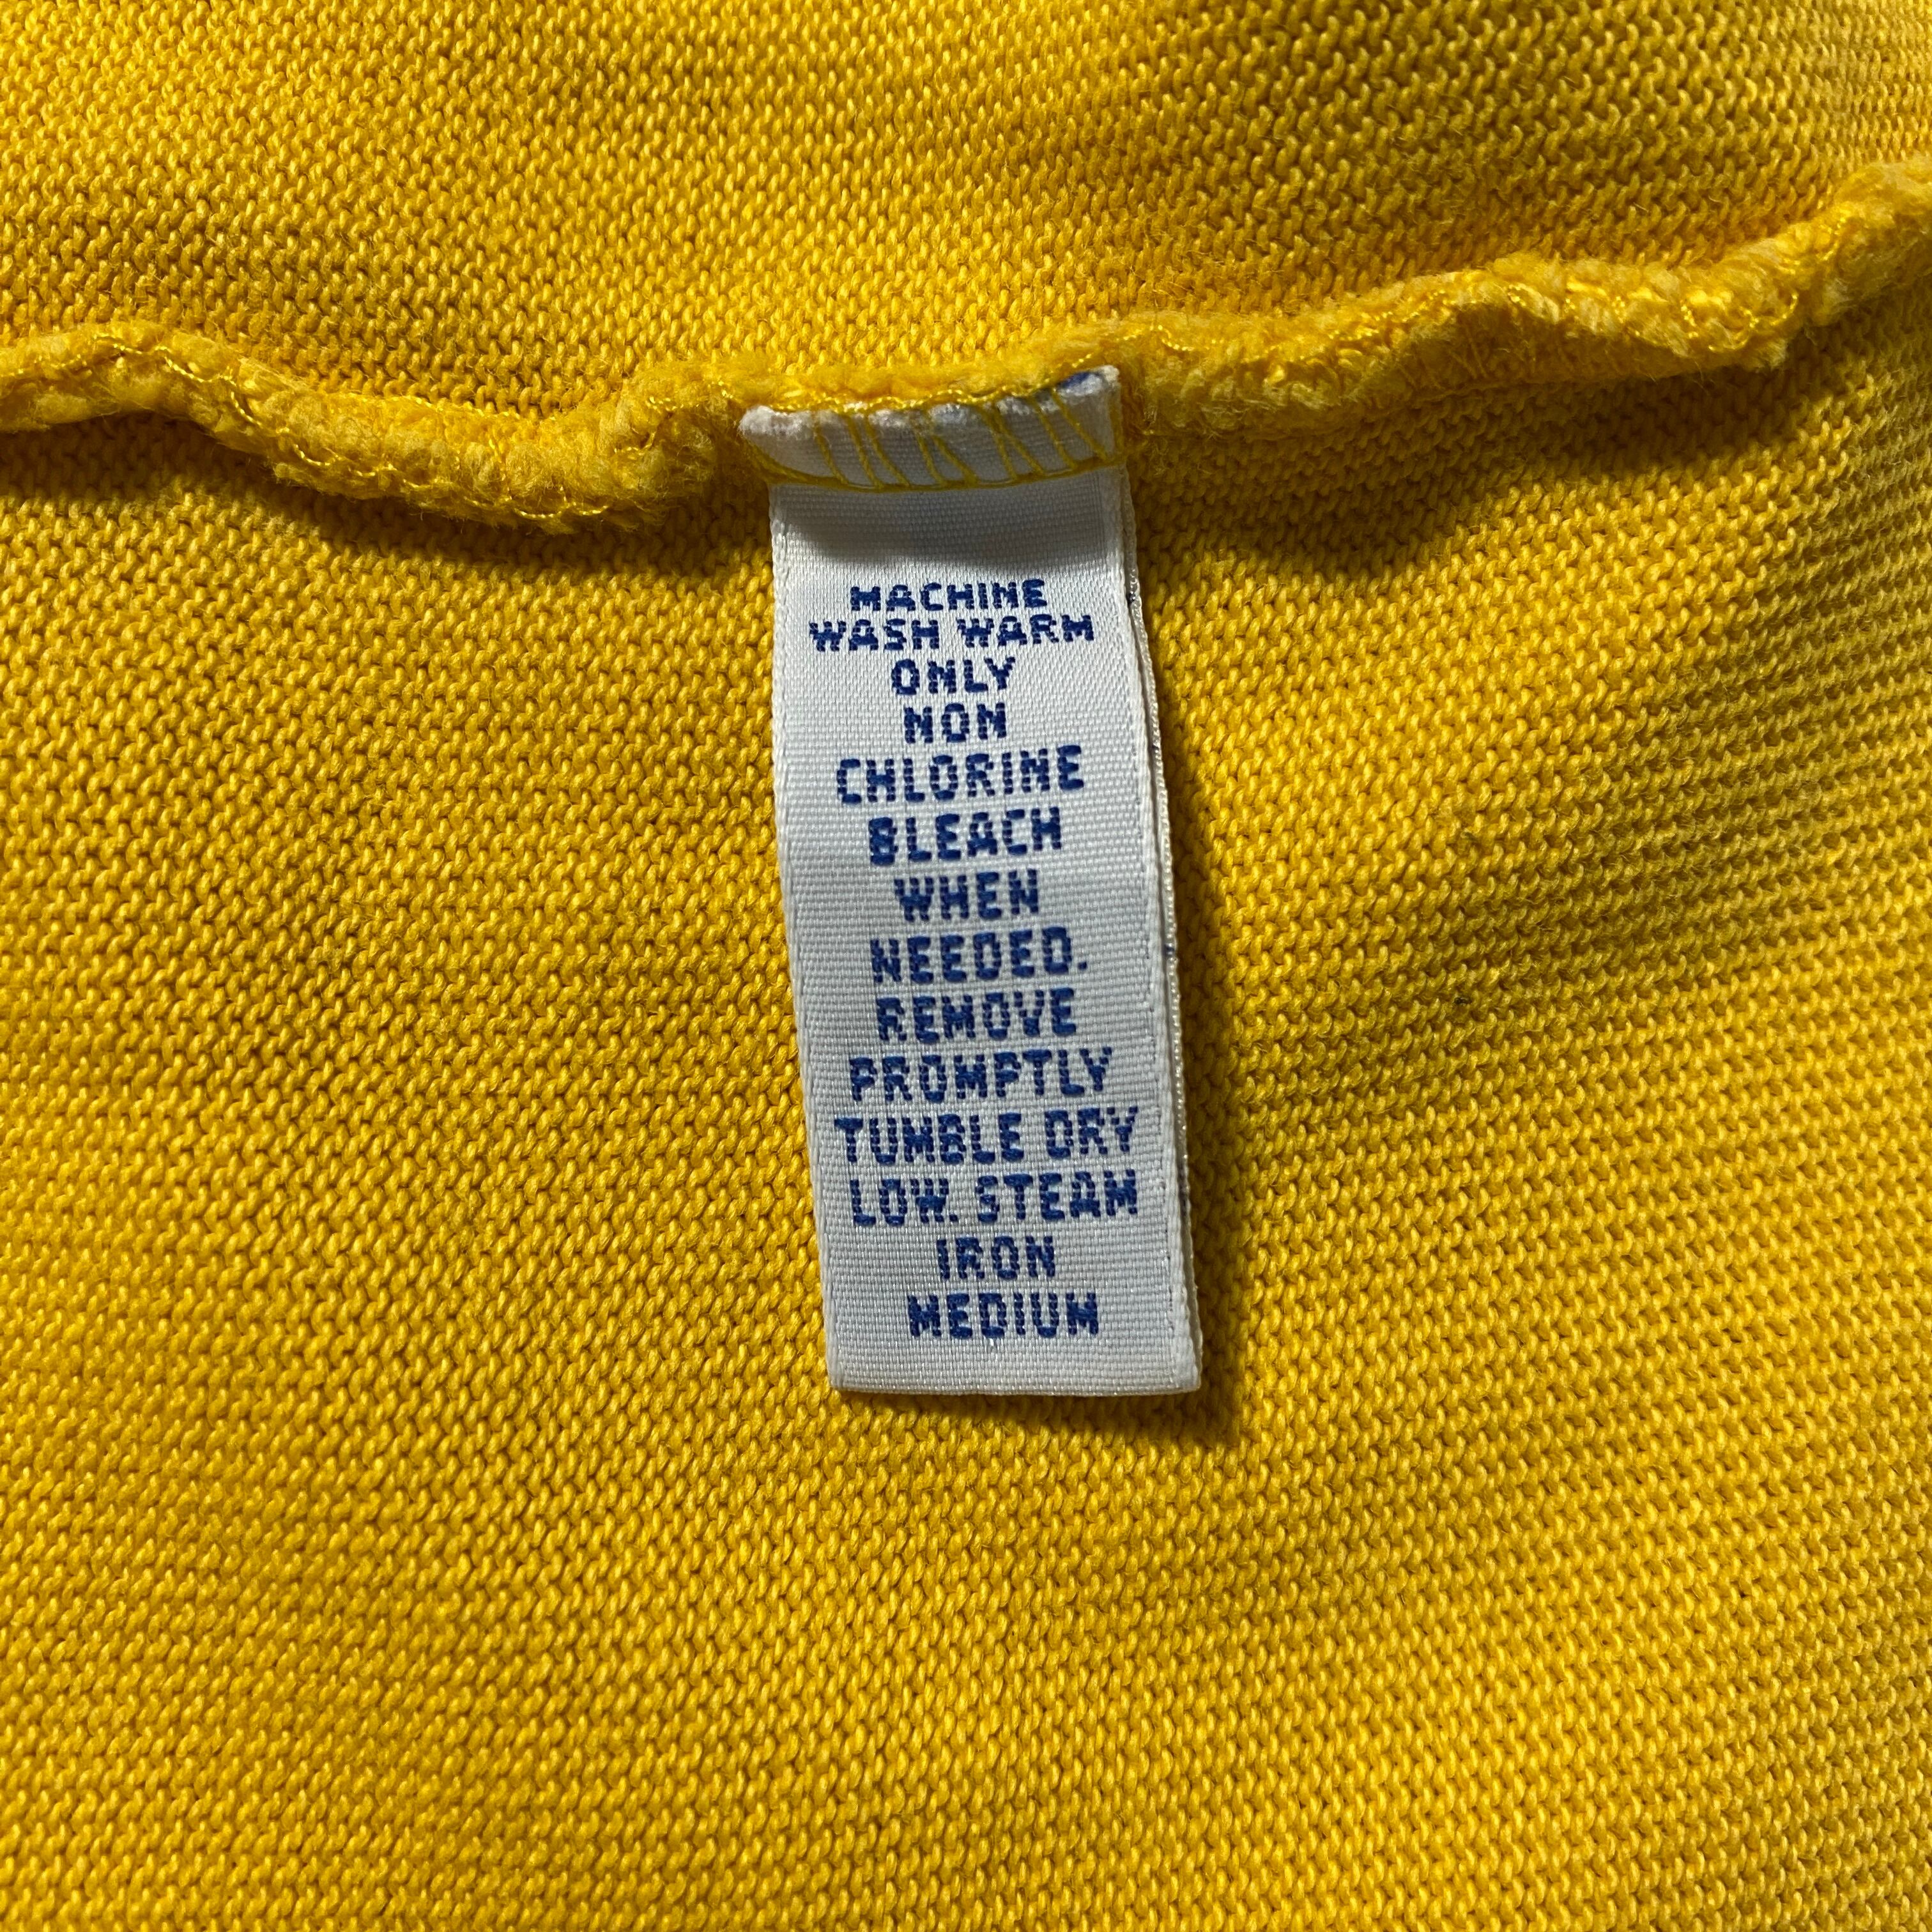 MACHINE
WASH WARM
ONLY
NON
CHLORINE
BLEACH
WHEN
NEEDED.
REMOVE
PROMPTLY
TUMBLE DRY
LOW. STEAM
IRON
MEDIUM